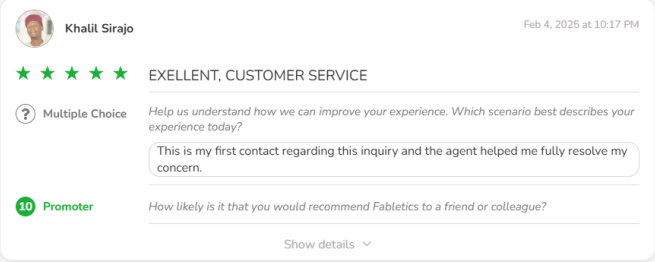 Khalil Sirajo
Feb 4, 2025 at 10:17 PM
EXELLENT, CUSTOMER SERVICE
? Multiple Choice
Help us understand how we can improve your experience. Which scenario best describes your
experience today?
This is my first contact regarding this inquiry and the agent helped me fully resolve my
concern.
10 Promoter
How likely is it that you would recommend Fabletics to a friend or colleague?
Show details